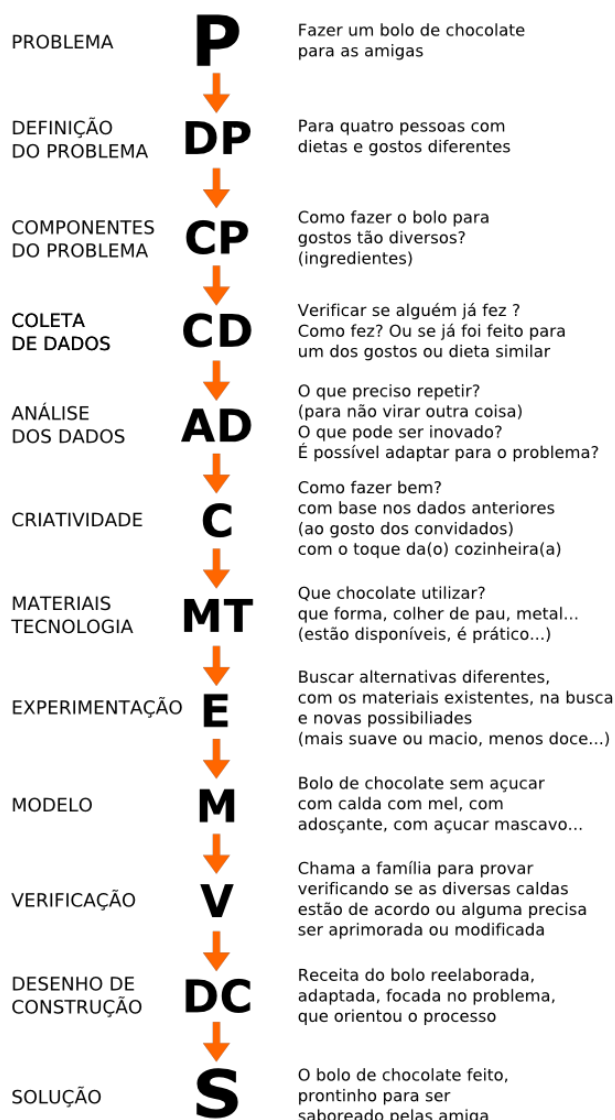 PROBLEMA
P
Fazer um bolo de chocolate
para as amigas
DEFINIÇÃO
DO PROBLEMA
DP
Para quatro pessoas com
dietas e gostos diferentes
COMPONENTES
DO PROBLEMA
CP
Como fazer o bolo para
gostos tão diversos?
(ingredientes)
COLETA
DE DADOS
CD
Verificar se alguém já fez ?
Como fez? Ou se já foi feito para
um dos gostos ou dieta similar
ANÁLISE
DOS DADOS
AD
O que preciso repetir?
(para não virar outra coisa)
O que pode ser inovado?
É possível adaptar para o problema?
CRIATIVIDADE
C
Como fazer bem?
com base nos dados anteriores
(ao gosto dos convidados)
com o toque da(o) cozinheira(a)
MATERIAIS
TECNOLOGIA
MT
Que chocolate utilizar?
que forma, colher de pau, metal...
(estão disponíveis, é prático...)
EXPERIMENTAÇÃO
E
Buscar alternativas diferentes,
com os materiais existentes, na busca
e novas possibiliades
(mais suave ou macio, menos doce...)
MODELO
M
Bolo de chocolate sem açucar
com calda com mel, com
adosçante, com açucar mascavo...
VERIFICAÇÃO
V
Chama a família para provar
verificando se as diversas caldas
estão de acordo ou alguma precisa
ser aprimorada ou modificada
DESENHO DE
CONSTRUÇÃO
DC
Receita do bolo reelaborada,
adaptada, focada no problema,
que orientou o processo
SOLUÇÃO
S
O bolo de chocolate feito,
prontinho para ser
saboreado pelas amiga